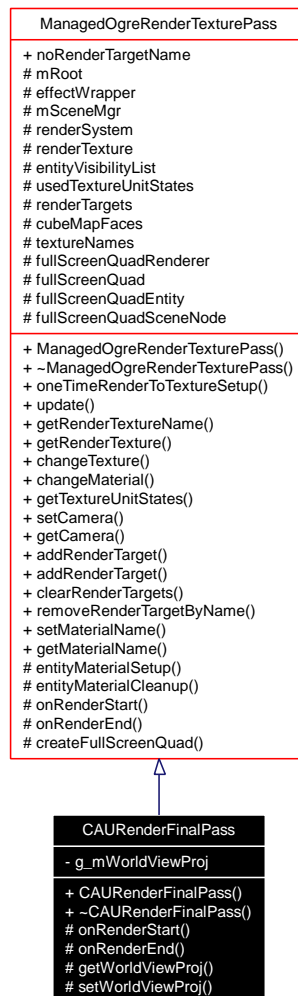 ManagedOgreRenderTexturePass
+ noRenderTargetName
# mRoot
# effectWrapper
# mSceneMgr
# renderSystem
# renderTexture
# entityVisibilityList
# usedTextureUnitStates
# renderTargets
# cubeMapFaces
# textureNames
# fullScreenQuadRenderer
# fullScreenQuad
# fullScreenQuadEntity
# fullScreenQuadSceneNode
+ ManagedOgreRenderTexturePass()
+ ~ManagedOgreRenderTexturePass()
+ oneTimeRenderToTextureSetup()
+ update()
+ getRenderTextureName()
+ getRenderTexture()
+ changeTexture()
+ changeMaterial()
+ getTextureUnitStates()
+ setCamera()
+ getCamera()
+ addRenderTarget()
+ addRenderTarget()
+ clearRenderTargets()
+ removeRenderTargetByName()
+ setMaterialName()
+ getMaterialName()
# entityMaterialSetup()
# entityMaterialCleanup()
# onRenderStart()
# onRenderEnd()
# createFullScreenQuad()
CAURenderFinalPass
- g_mWorldViewProj
+ CAURenderFinalPass()
+ ~CAURenderFinalPass()
# onRenderStart()
# onRenderEnd()
# getWorldViewProj()
# setWorldViewProj()